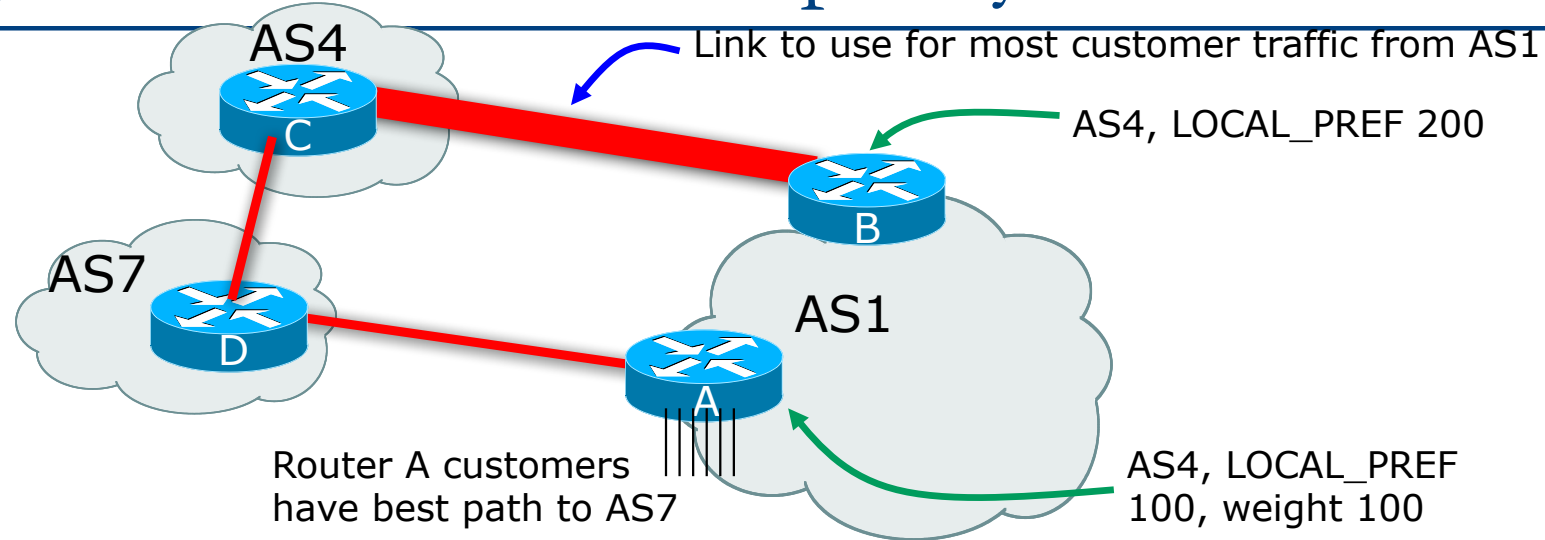 AS4
Link to use for most customer traffic from AS1
C
AS4, LOCAL_PREF 200
B
AS7
AS1
D
A
Router A customers
have best path to AS7
AS4, LOCAL_PREF
100, weight 100